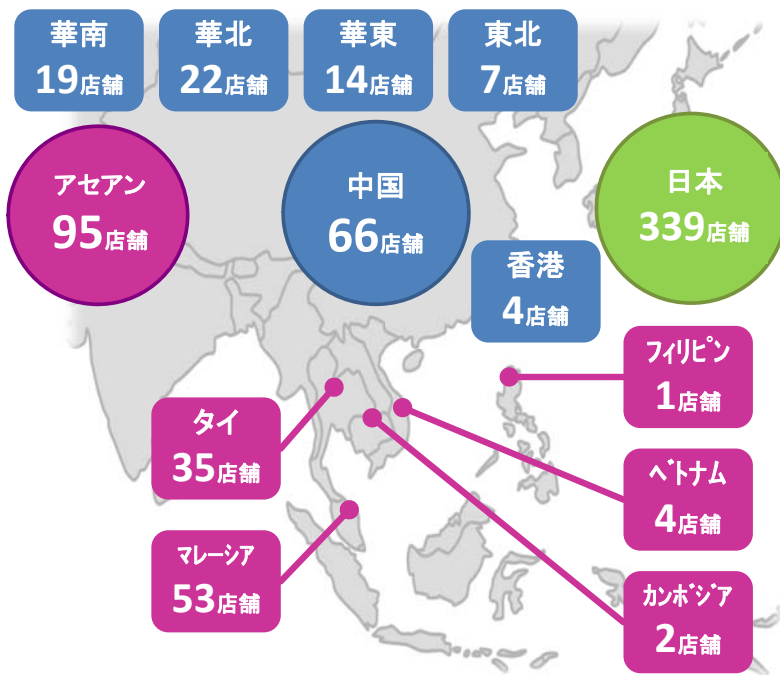 華南
19店舗
華北
22店舗
華東
14店舗
東北
7店舗
アセアン
95店舗
中国
66店舗
日本
339店舗
香港
4店舗
フィリピン
1店舗
タイ
35店舗
ベトナム
4店舗
マレーシア
53店舗
カンボジア
2店舗